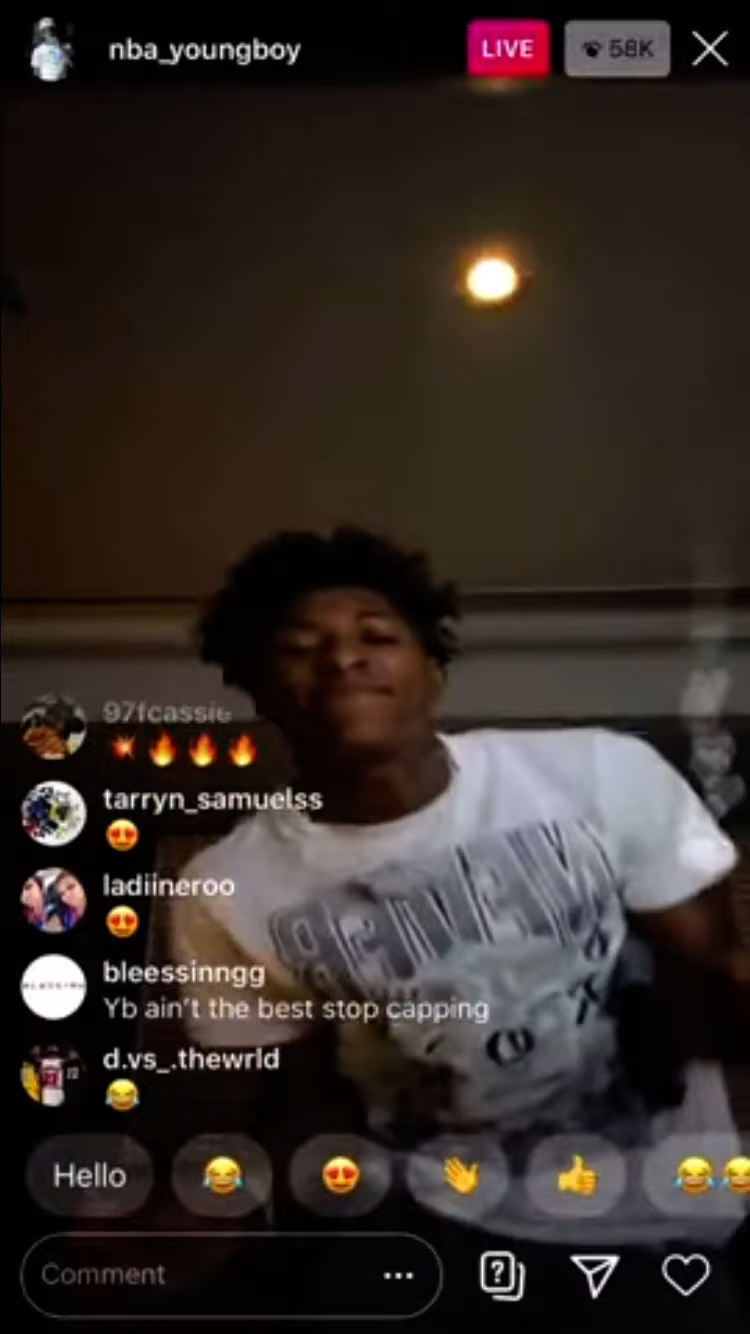 nba_youngboy
LIVE
58K
97fcassie
💥🔥🔥🔥
tarryn_samuelss
😍
ladiineroo
😍
bleessinngg
Yb ain't the best stop capping
d.vs_.thewrld
😂
Hello 😂 😍 👋 👍 😂😂
Comment